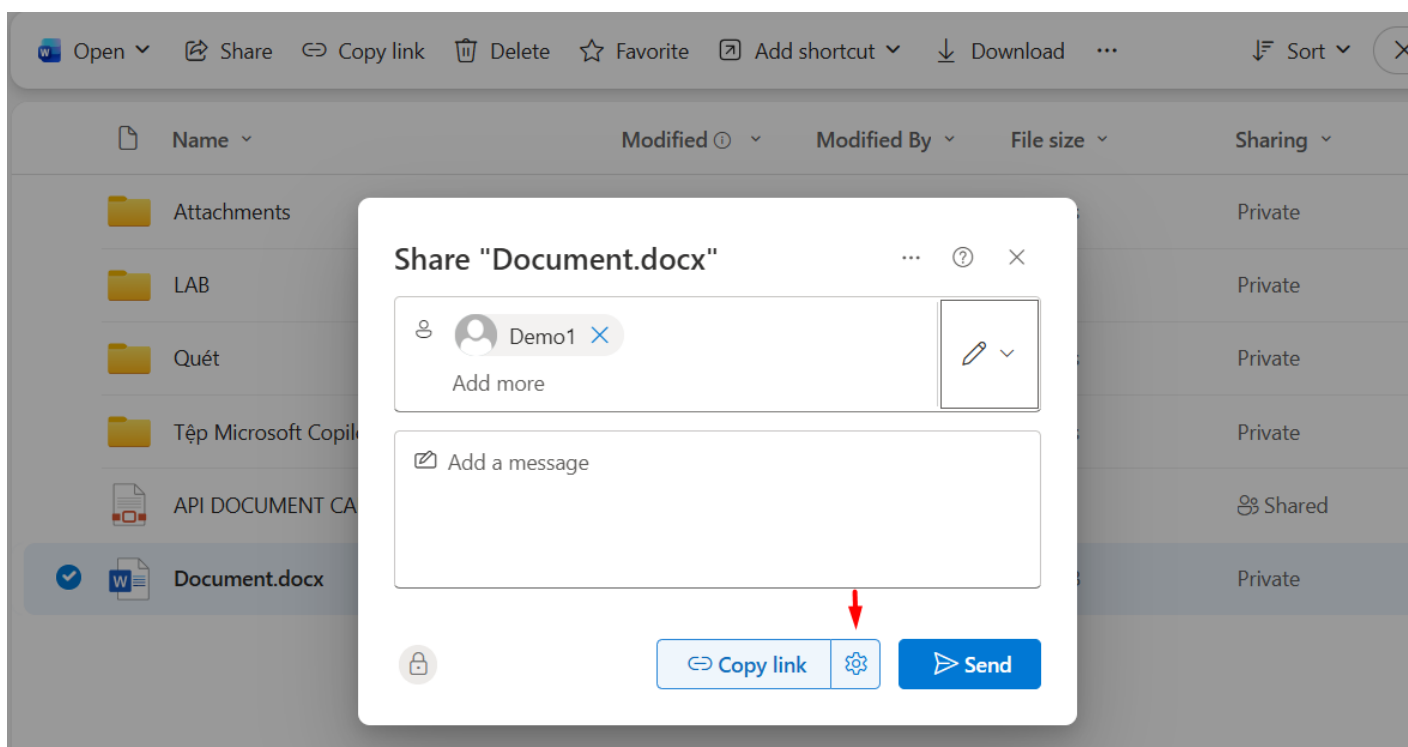 Open Share Copy link Delete Favorite Add shortcut Download ... Sort
Name Modified Modified By File size Sharing
Attachments Private
LAB Private
Quét Private
Tệp Microsoft Private
API DOCUMENT Shared
Document.docx Private
Share "Document.docx" ...
Demo1
Add more
Add a message
Copy link Send